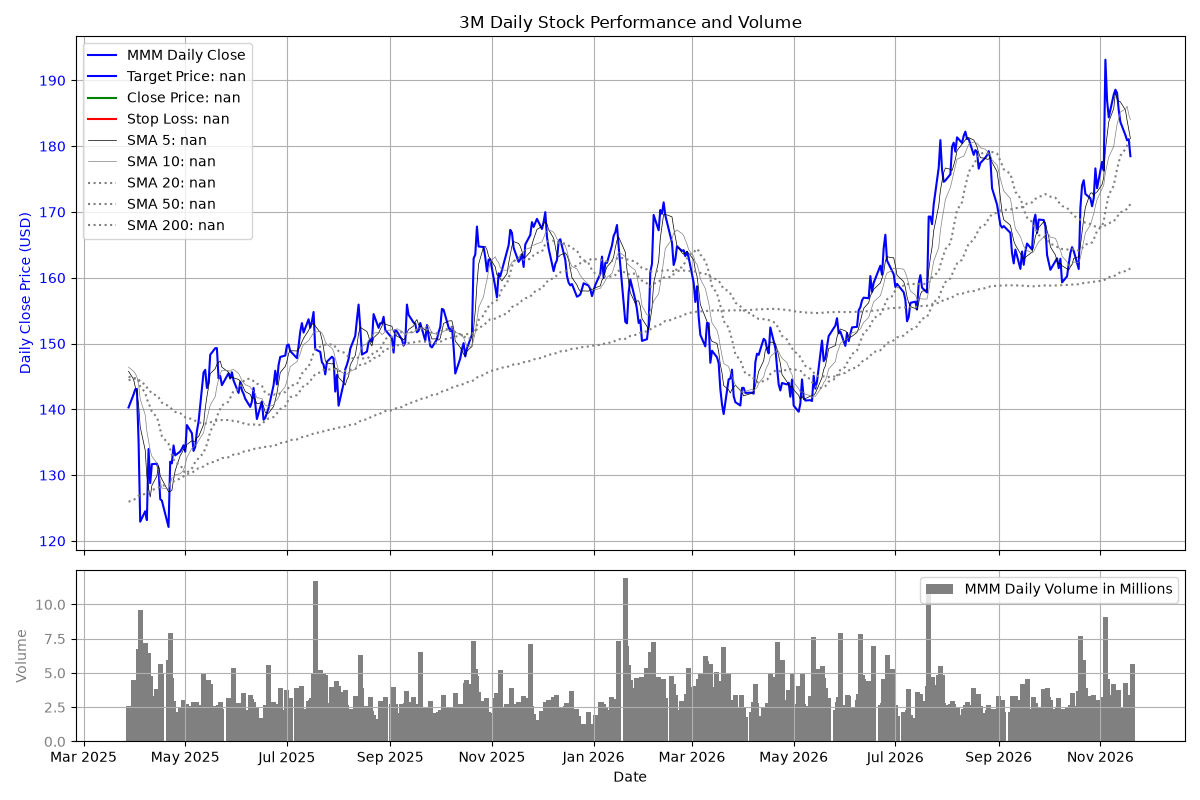 3M Daily Stock Performance and Volume
MMM Daily Close
Target Price: nan
Close Price: nan
Stop Loss: nan
SMA 5: nan
SMA 10: nan
SMA 20: nan
SMA 50: nan
SMA 200: nan
Daily Close Price (USD)
190
180
170
160
150
140
130
120
MMM Daily Volume in Millions
Volume
10.0
7.5
5.0
2.5
0.0
Mar 2025 May 2025 Jul 2025 Sep 2025 Nov 2025 Jan 2026 Mar 2026 May 2026 Jul 2026 Sep 2026 Nov 2026
Date